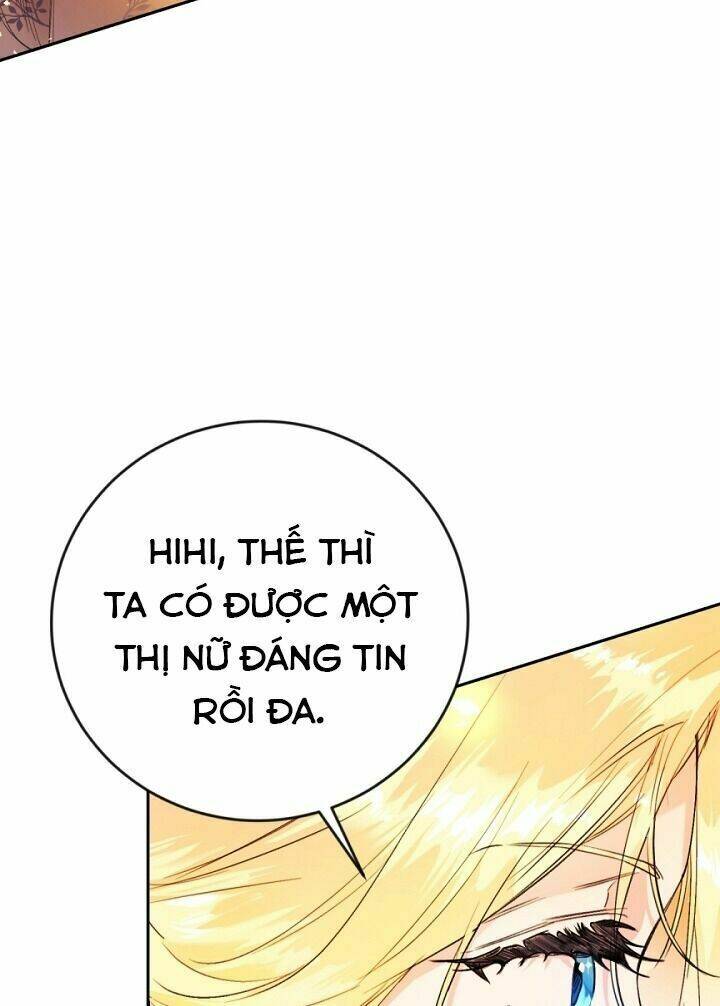 HIHI, THẾ THÌ
TA CÓ ĐƯỢC MỘT
THỊ NỮ ĐÁNG TIN
RỒI ĐA.